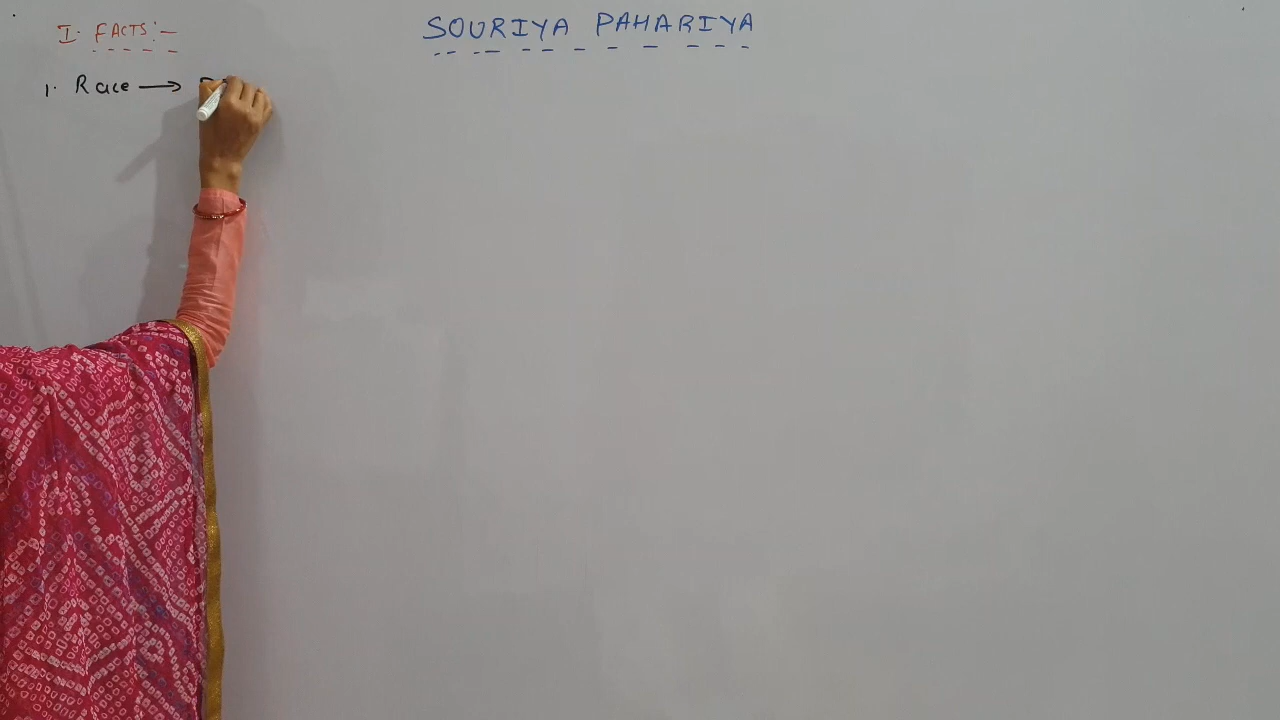 SOURIYA PAHARIYA
I. FACTS:-
1. Race →